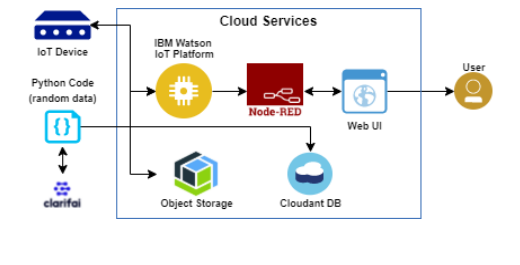 Cloud Services
IoT Device
IBM Watson
IoT Platform
Node-RED
Web UI
User
Python Code
(random data)
clarifai
Object Storage
Cloudant DB